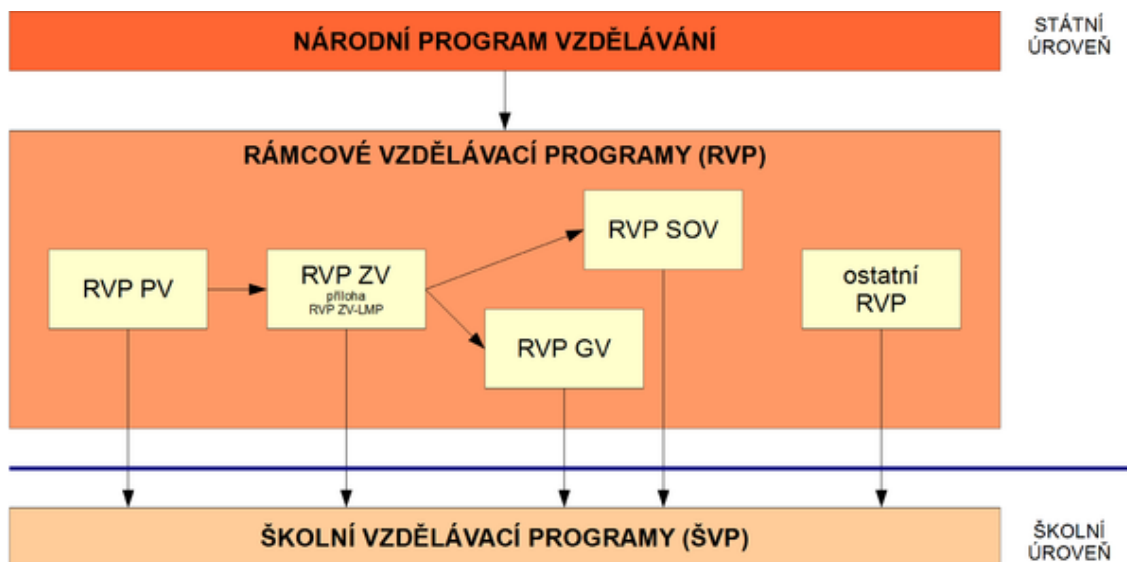 NÁRODNÍ PROGRAM VZDĚLÁVÁNÍ
STÁTNÍ
ÚROVEŇ
RÁMCOVÉ VZDĚLÁVACÍ PROGRAMY (RVP)
RVP SOV
RVP PV
RVP ZV
příloha
RVP ZV-LMP
ostatní
RVP
RVP GV
ŠKOLNÍ VZDĚLÁVACÍ PROGRAMY (ŠVP)
ŠKOLNÍ
ÚROVEŇ